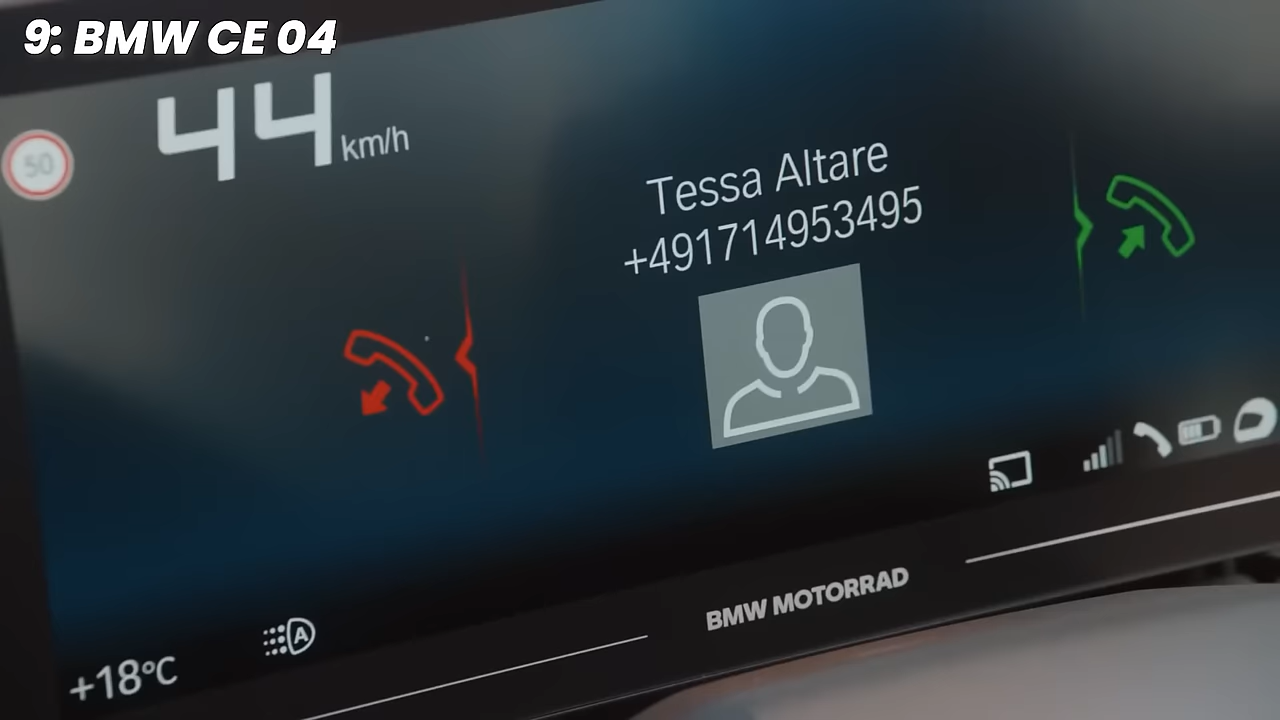 9: BMW CE 04
44 km/h
50
Tessa Altare
+491714953495
A
+18°C
BMW MOTORRAD